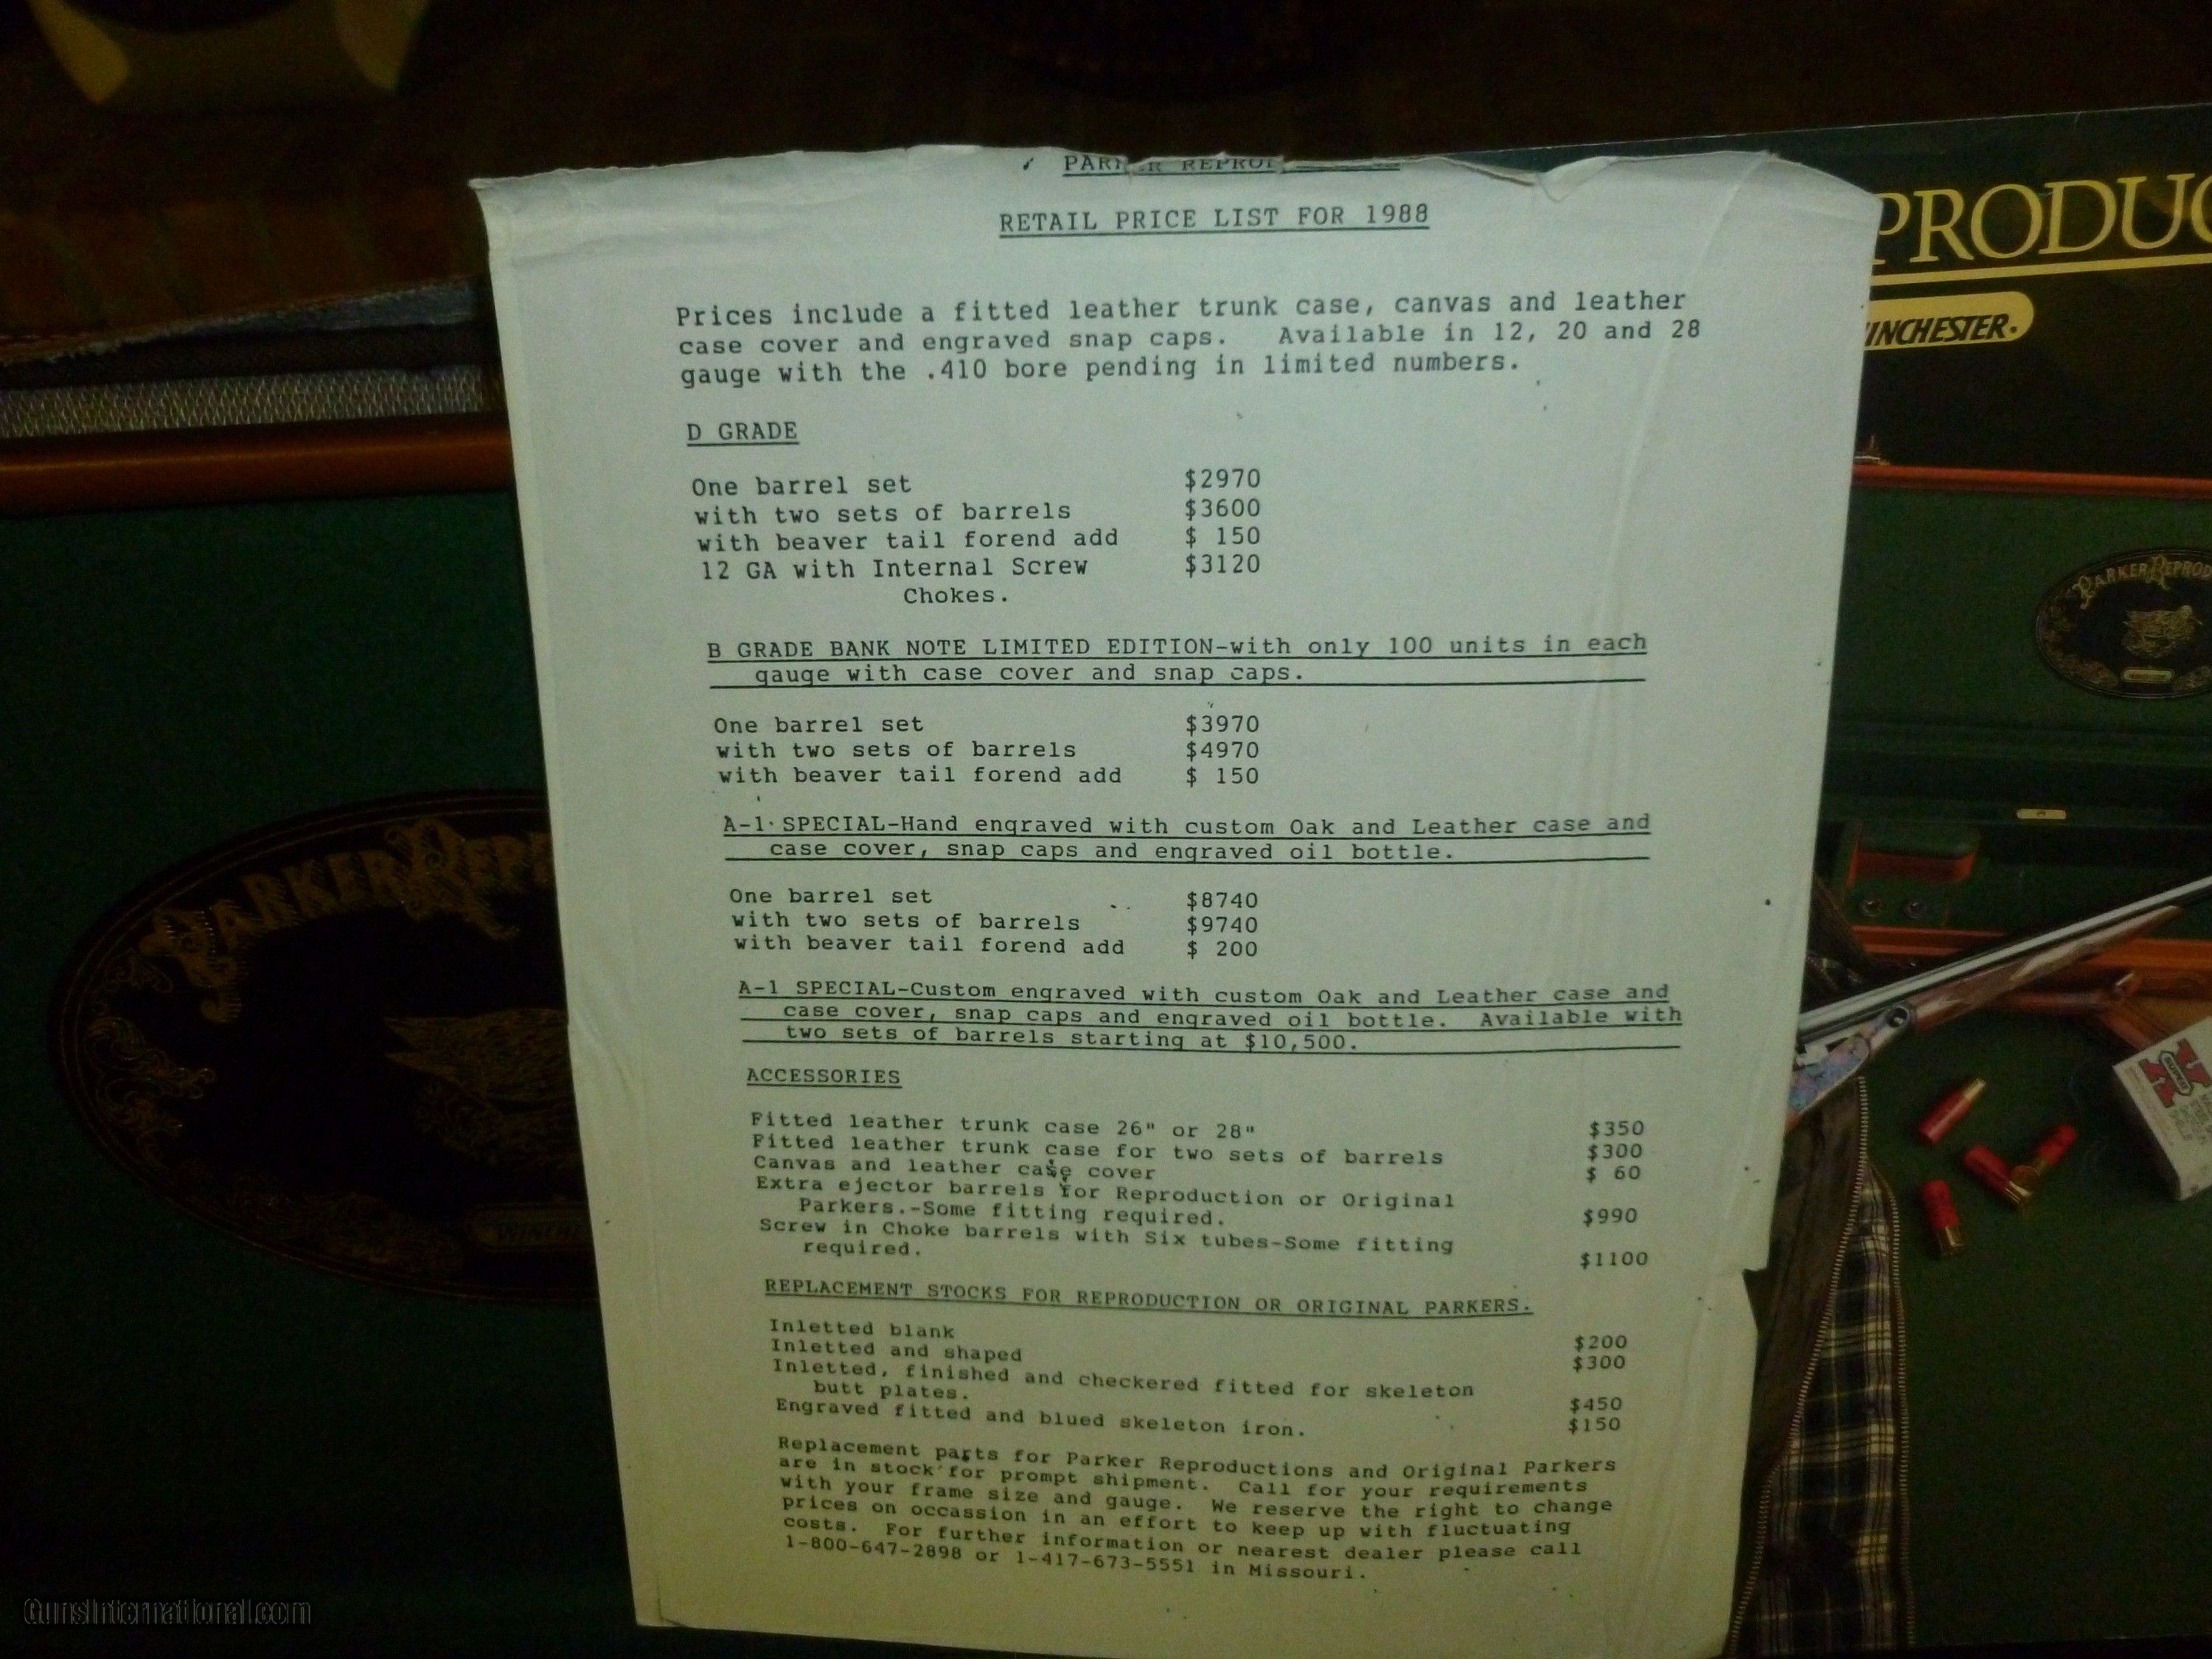 RETAIL PRICE LIST FOR 1988
Prices include a fitted leather trunk case, canvas and leather
case cover and engraved snap caps. Available in 12, 20 and 28
gauge with the .410 bore pending in limited numbers.
D GRADE
One barrel set $2970
with two sets of barrels $3600
with beaver tail forend add $ 150
12 GA with Internal Screw $3120
Chokes.
B GRADE BANK NOTE LIMITED EDITION-with only 100 units in each
gauge with case cover and snap caps.
One barrel set $3970
with two sets of barrels $4970
with beaver tail forend add $ 150
A-1 SPECIAL-Hand engraved with custom Oak and Leather case and
case cover, snap caps and engraved oil bottle.
One barrel set $8740
with two sets of barrels $9740
with beaver tail forend add $ 200
A-1 SPECIAL-Custom engraved with custom Oak and Leather case and
case cover, snap caps and engraved oil bottle. Available with
two sets of barrels starting at $10,500.
ACCESSORIES
Fitted leather trunk case 26" or 28" $350
Fitted leather trunk case for two sets of barrels $300
Canvas and leather case cover $ 60
Extra ejector barrels for Reproduction or Original
Parkers.-Some fitting required. $990
Screw in Choke barrels with Six tubes-Some fitting
required. $1100
REPLACEMENT STOCKS FOR REPRODUCTION OR ORIGINAL PARKERS.
Inletted blank $200
Inletted and shaped $300
Inletted, finished and checkered fitted for skeleton
butt plates. $450
Engraved fitted and blued skeleton iron. $150
Replacement parts for Parker Reproductions and Original Parkers
are in stock for prompt shipment. Call for your requirements
with your frame size and gauge. We reserve the right to change
prices on occassion in an effort to keep up with fluctuating
costs. For further information or nearest dealer please call
1-800-647-2898 or 1-417-673-5551 in Missouri.
PRODUC
INCHESTER.
PARKER REPROD
PARKER REPR
WINCHE
SUPER X
GunsInternational.com